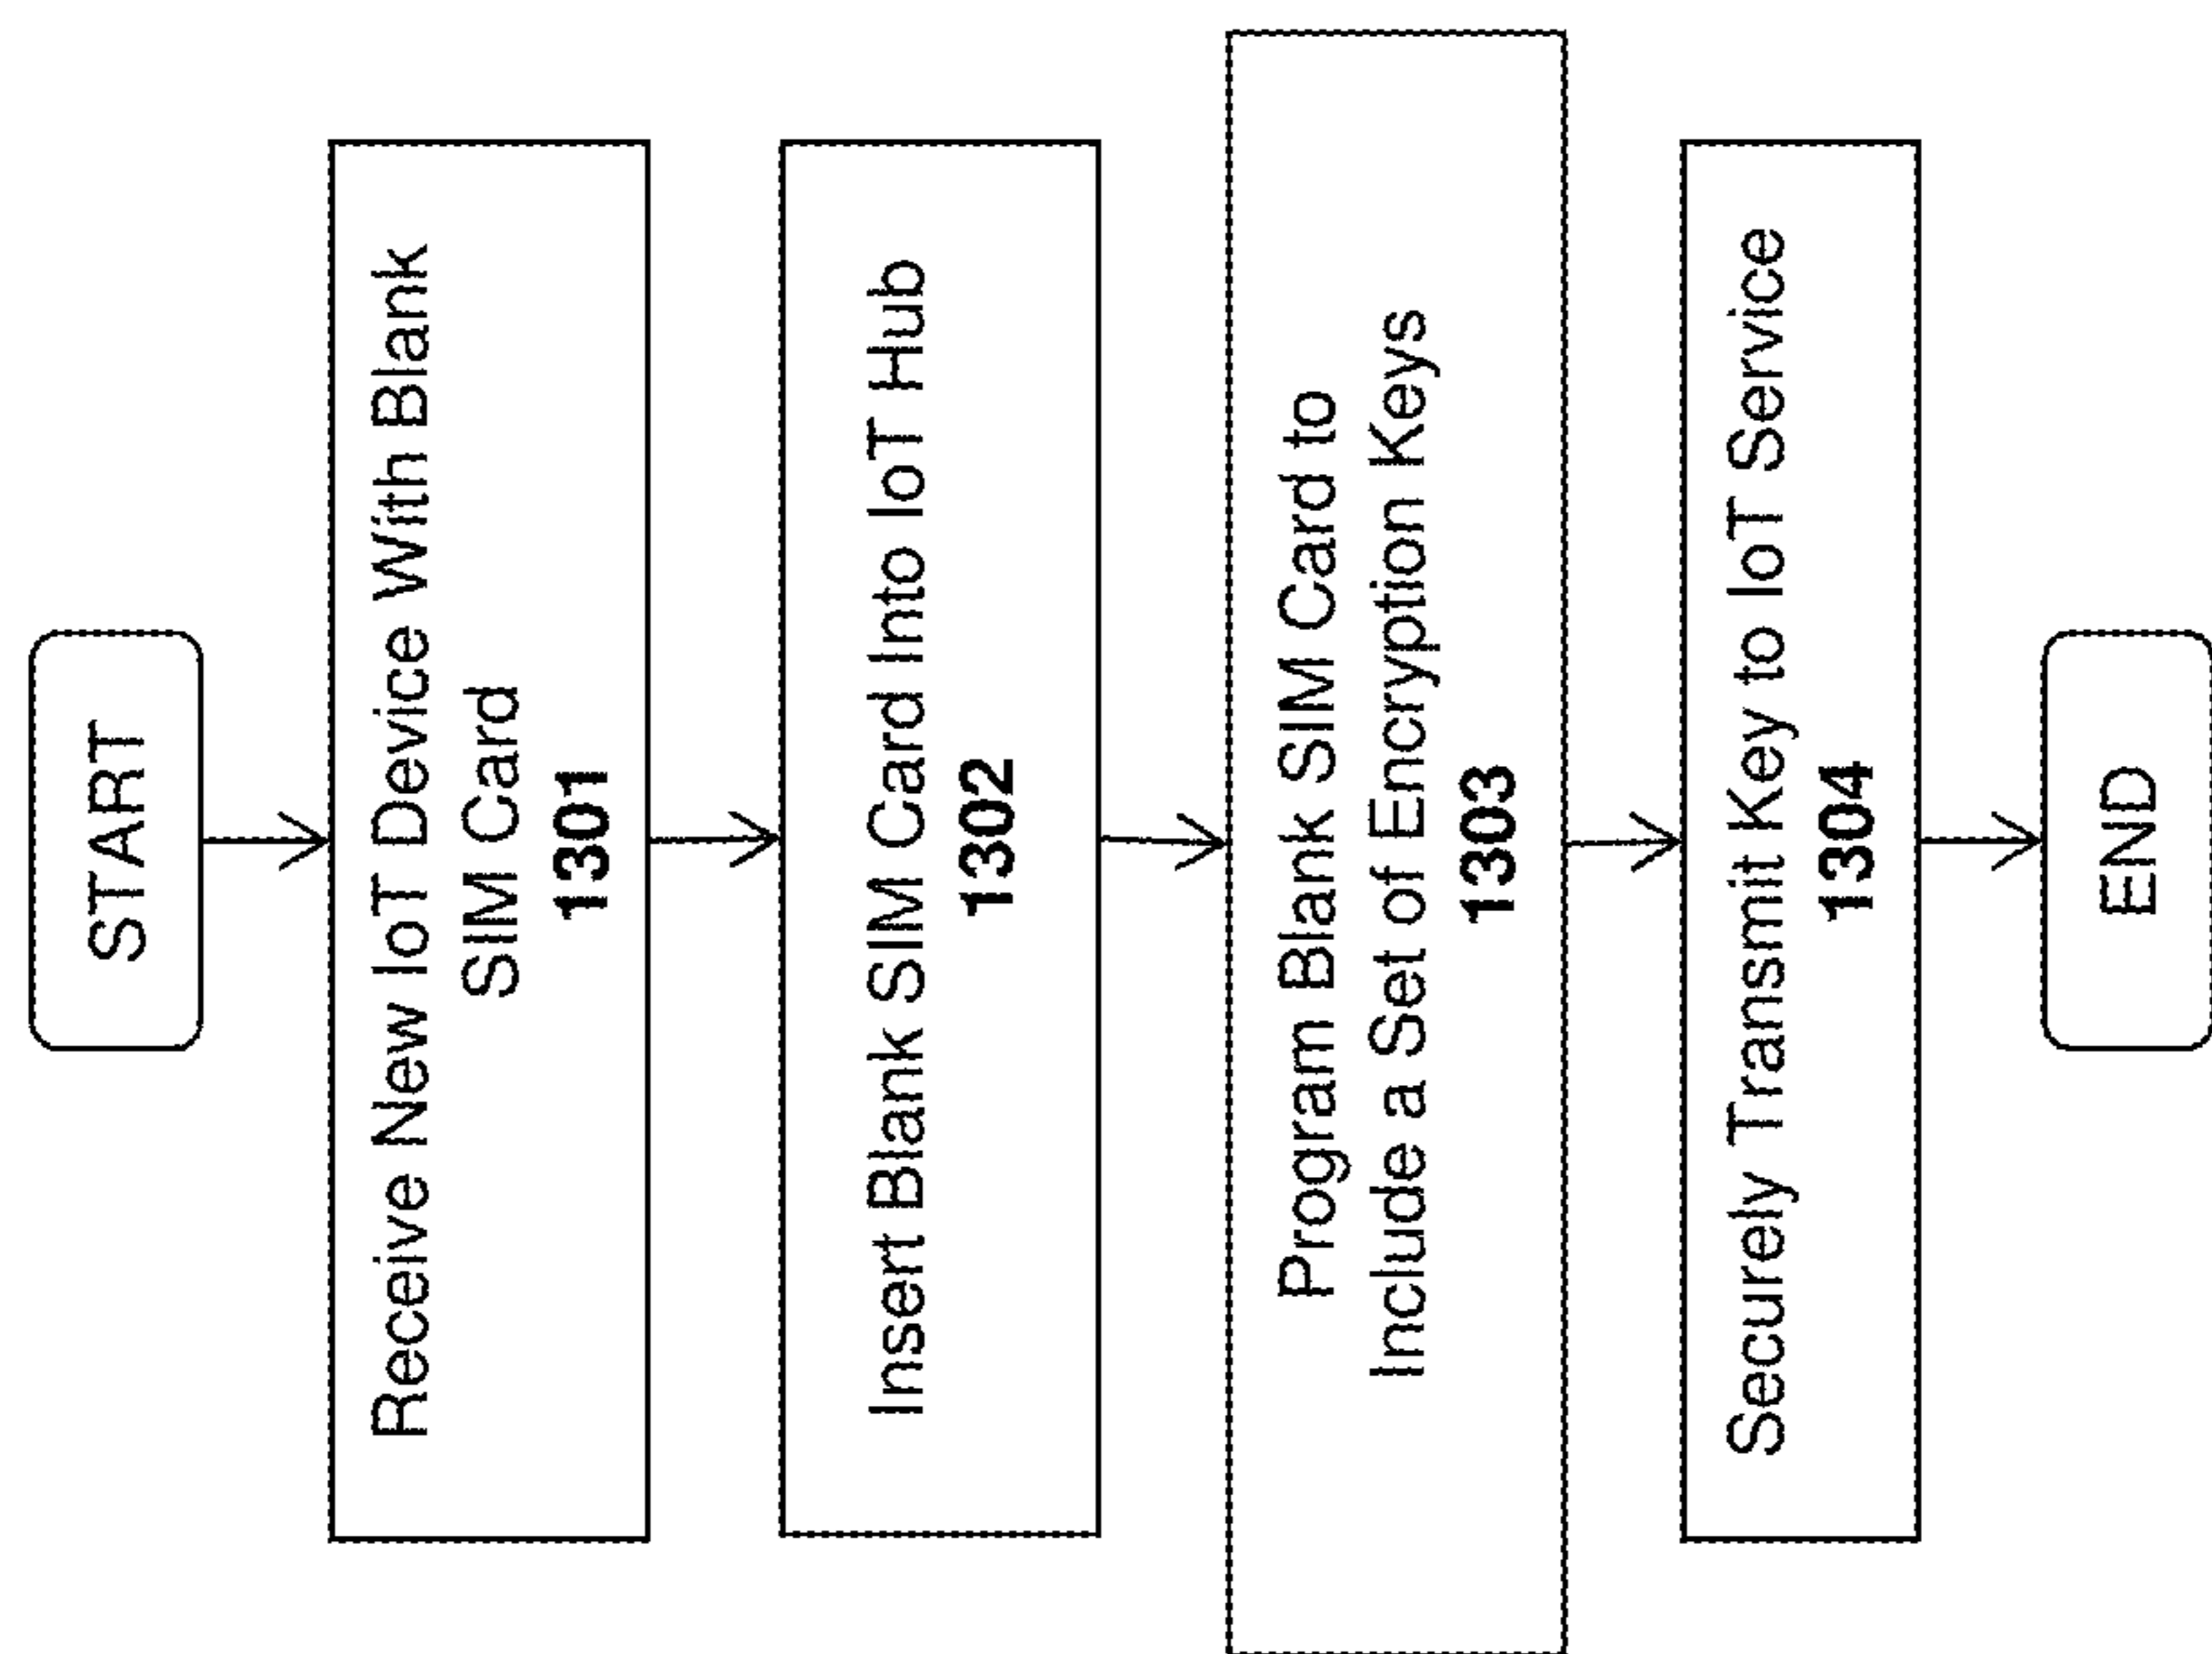 START
Receive New IoT Device With Blank
SIM Card
1301
Insert Blank SIM Card Into IoT Hub
1302
Program Blank SIM Card to
Include a Set of Encryption Keys
1303
Securely Transmit Key to IoT Service
1304
END